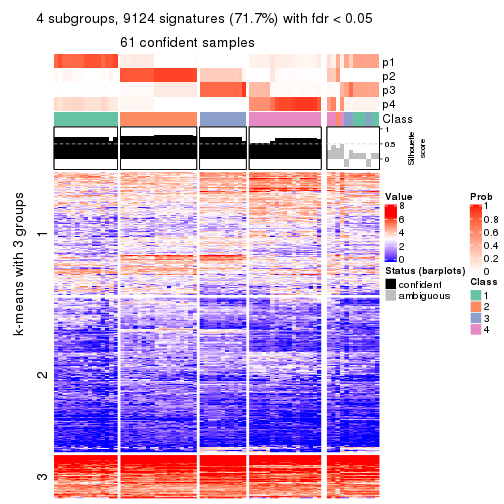 4 subgroups, 9124 signatures (71.7%) with fdr < 0.05
61 confident samples
p1
p2
p3
p4
Class
1
0.5
0
Silhouette
score
k-means with 3 groups
1
2
3
Value
8
6
4
2
0
Status (barplots)
confident
ambiguous
Prob
1
0.8
0.6
0.4
0.2
0
Class
1
2
3
4